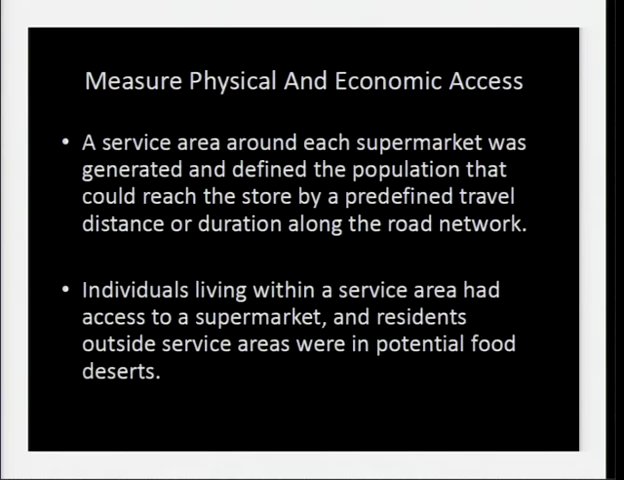 Measure Physical And Economic Access
• A service area around each supermarket was
generated and defined the population that
could reach the store by a predefined travel
distance or duration along the road network.
• Individuals living within a service area had
access to a supermarket, and residents
outside service areas were in potential food
deserts.